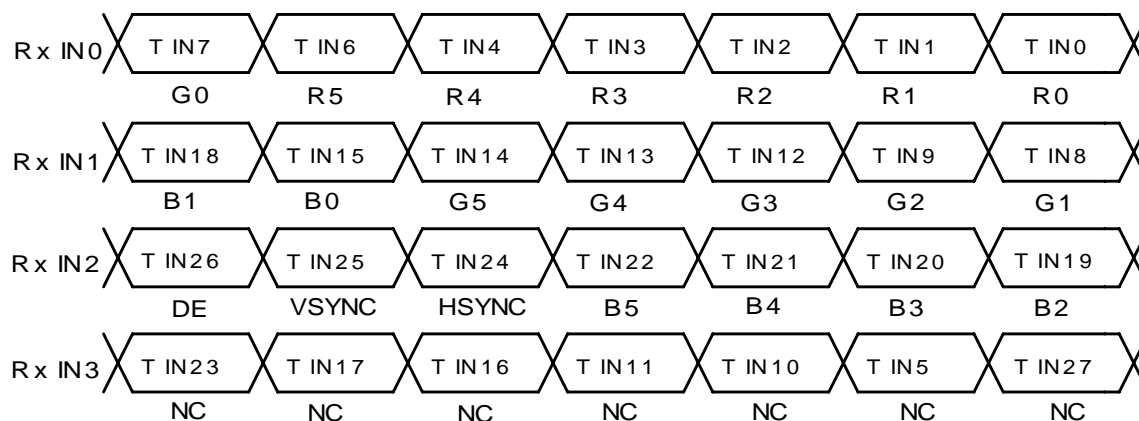 Rx IN0 T IN7 T IN6 T IN4 T IN3 T IN2 T IN1 T IN0
G0 R5 R4 R3 R2 R1 R0
Rx IN1 T IN18 T IN15 T IN14 T IN13 T IN12 T IN9 T IN8
B1 B0 G5 G4 G3 G2 G1
Rx IN2 T IN26 T IN25 T IN24 T IN22 T IN21 T IN20 T IN19
DE VSYNC HSYNC B5 B4 B3 B2
Rx IN3 T IN23 T IN17 T IN16 T IN11 T IN10 T IN5 T IN27
NC NC NC NC NC NC NC